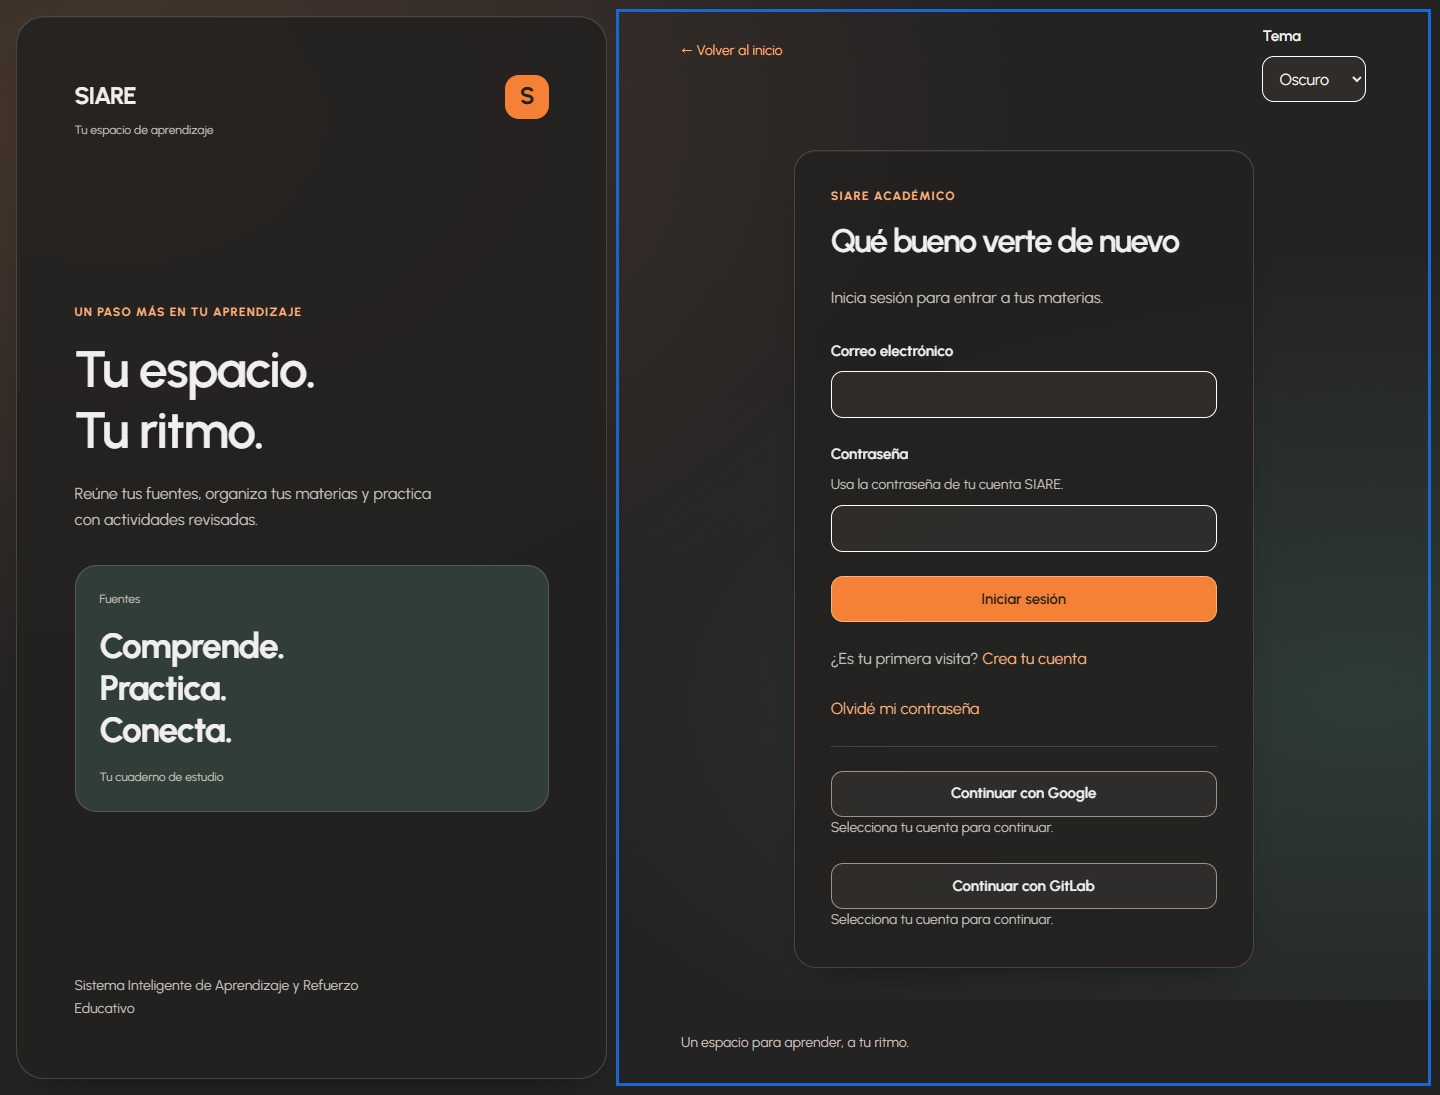 SIARE
S
Tu espacio de aprendizaje
UN PASO MÁS EN TU APRENDIZAJE
Tu espacio.
Tu ritmo.
Reúne tus fuentes, organiza tus materias y practica
con actividades revisadas.
Fuentes
Comprende.
Practica.
Conecta.
Tu cuaderno de estudio
Sistema Inteligente de Aprendizaje y Refuerzo
Educativo
← Volver al inicio
Tema
Oscuro
SIARE ACADÉMICO
Qué bueno verte de nuevo
Inicia sesión para entrar a tus materias.
Correo electrónico
Contraseña
Usa la contraseña de tu cuenta SIARE.
Iniciar sesión
¿Es tu primera visita? Crea tu cuenta
Olvidé mi contraseña
Continuar con Google
Selecciona tu cuenta para continuar.
Continuar con GitLab
Selecciona tu cuenta para continuar.
Un espacio para aprender, a tu ritmo.